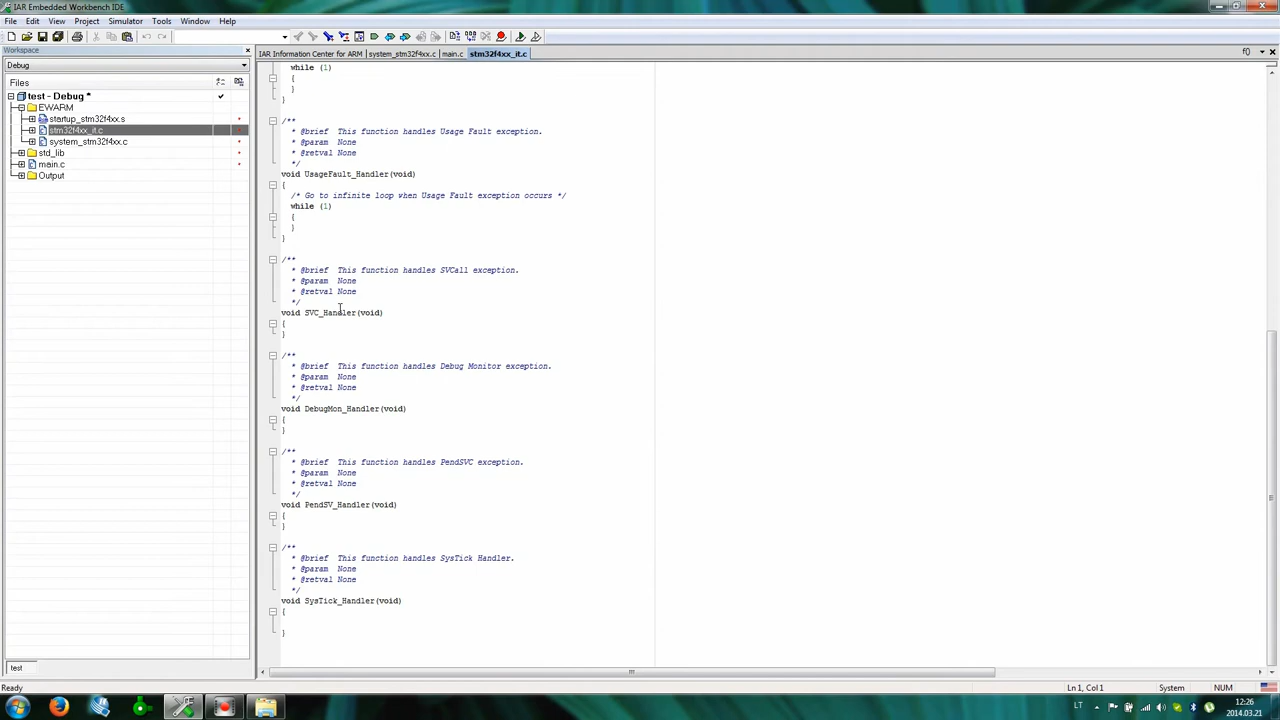 IAR Embedded Workbench IDE
File Edit View Project Simulator Tools Window Help
Workspace
Debug
Files
test - Debug *
EWARM
startup_stm32f4xx.s
stm32f4xx_it.c
system_stm32f4xx.c
std_lib
main.c
Output
test
IAR Information Center for ARM system_stm32f4xx.c main.c stm32f4xx_it.c
f()
while (1)
{
}
}
/**
* @brief This function handles Usage Fault exception.
* @param None
* @retval None
*/
void UsageFault_Handler(void)
{
/* Go to infinite loop when Usage Fault exception occurs */
while (1)
{
}
}
/**
* @brief This function handles SVCall exception.
* @param None
* @retval None
*/
void SVC_Handler(void)
{
}
/**
* @brief This function handles Debug Monitor exception.
* @param None
* @retval None
*/
void DebugMon_Handler(void)
{
}
/**
* @brief This function handles PendSVC exception.
* @param None
* @retval None
*/
void PendSV_Handler(void)
{
}
/**
* @brief This function handles SysTick Handler.
* @param None
* @retval None
*/
void SysTick_Handler(void)
{
}
Ready
Ln 1, Col 1 System NUM
LT
12:26
2014.03.21